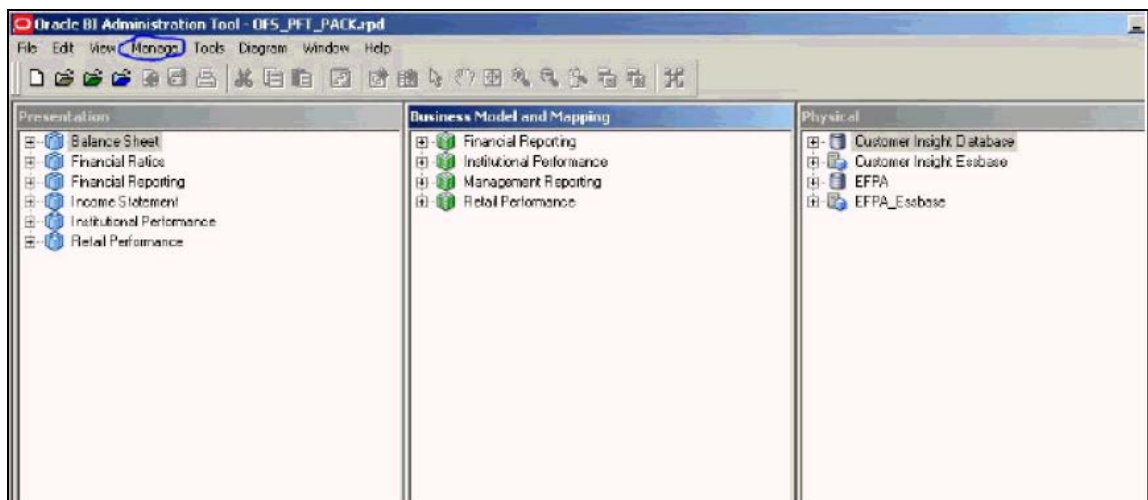 Oracle BI Administration Tool - OFS_PFT_PACK.rpd
File Edit View Manage Tools Diagram Window Help
Presentation
Balance Sheet
Financial Ratios
Financial Reporting
Income Statement
Institutional Performance
Retail Performance
Business Model and Mapping
Financial Reporting
Institutional Performance
Management Reporting
Retail Performance
Physical
Customer Insight Database
Customer Insight Essbase
EFPA
EFPA_Essbase